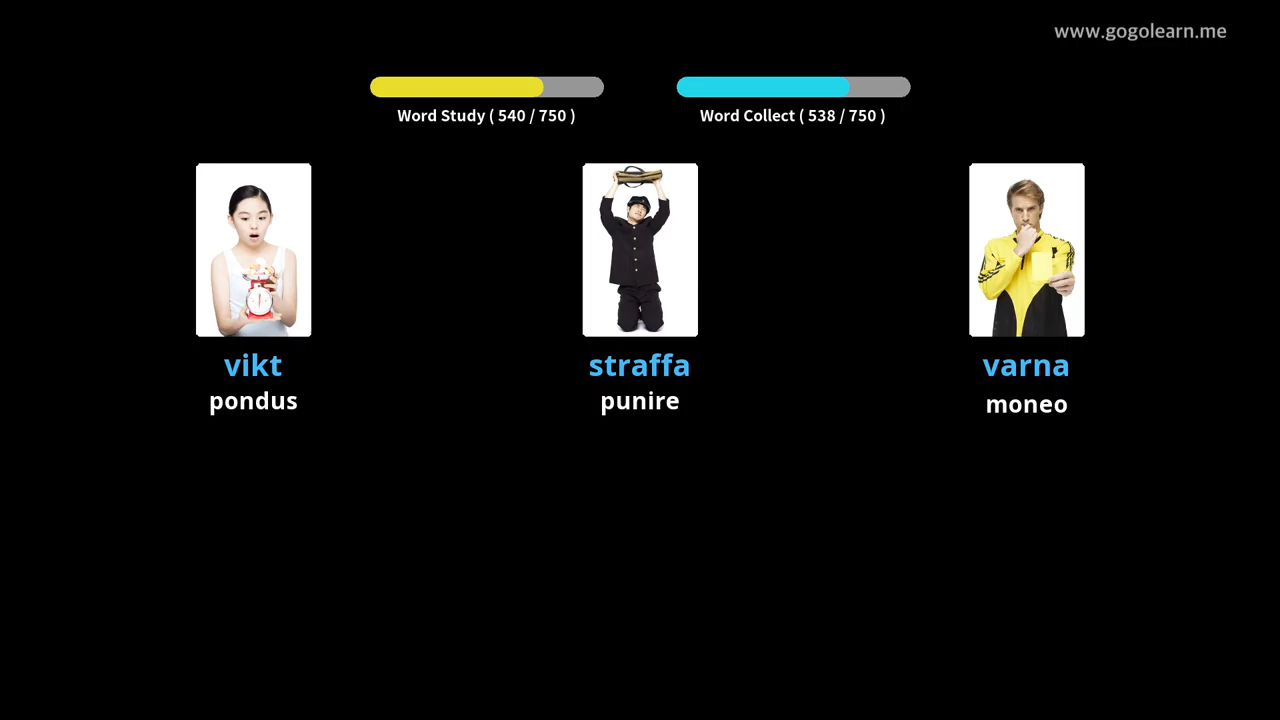 www.gogolearn.me
Word Study ( 540 / 750 )
Word Collect ( 538 / 750 )
vikt
straffa
varna
pondus
punire
moneo